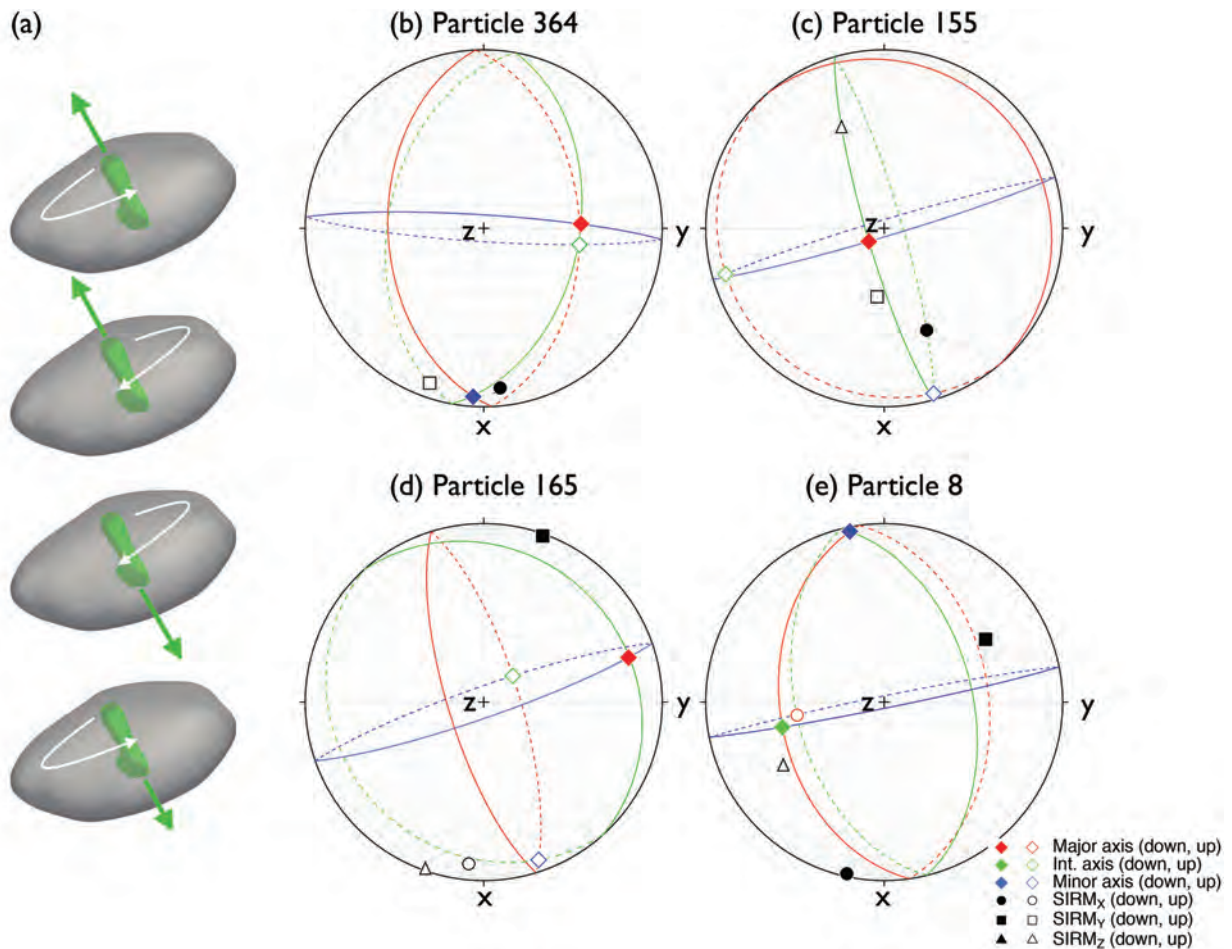 (a)
(b) Particle 364
(c) Particle 155
z
y
x
z
y
x
(d) Particle 165
(e) Particle 8
z
y
x
z
y
x
Major axis (down, up)
Int. axis (down, up)
Minor axis (down, up)
SIRMX (down, up)
SIRMY (down, up)
SIRMZ (down, up)